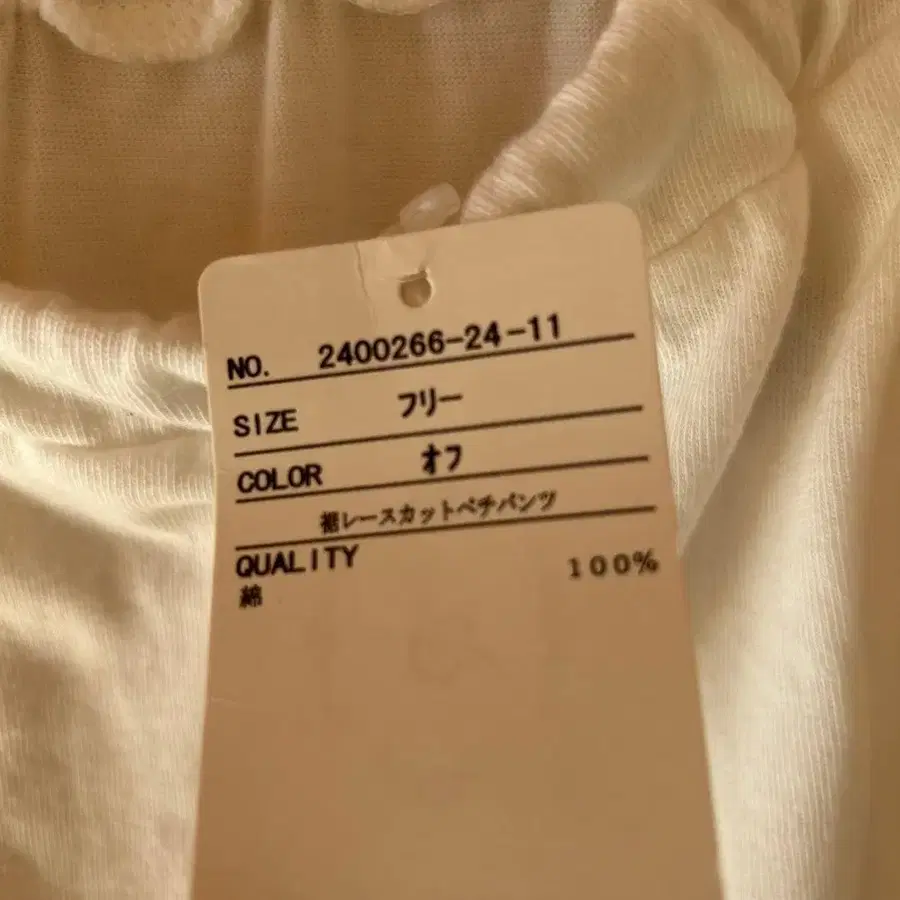 NO. 2400266-24-11
SIZE フリー
COLOR オフ
裾レースカットペチパンツ
QUALITY
綿 100%